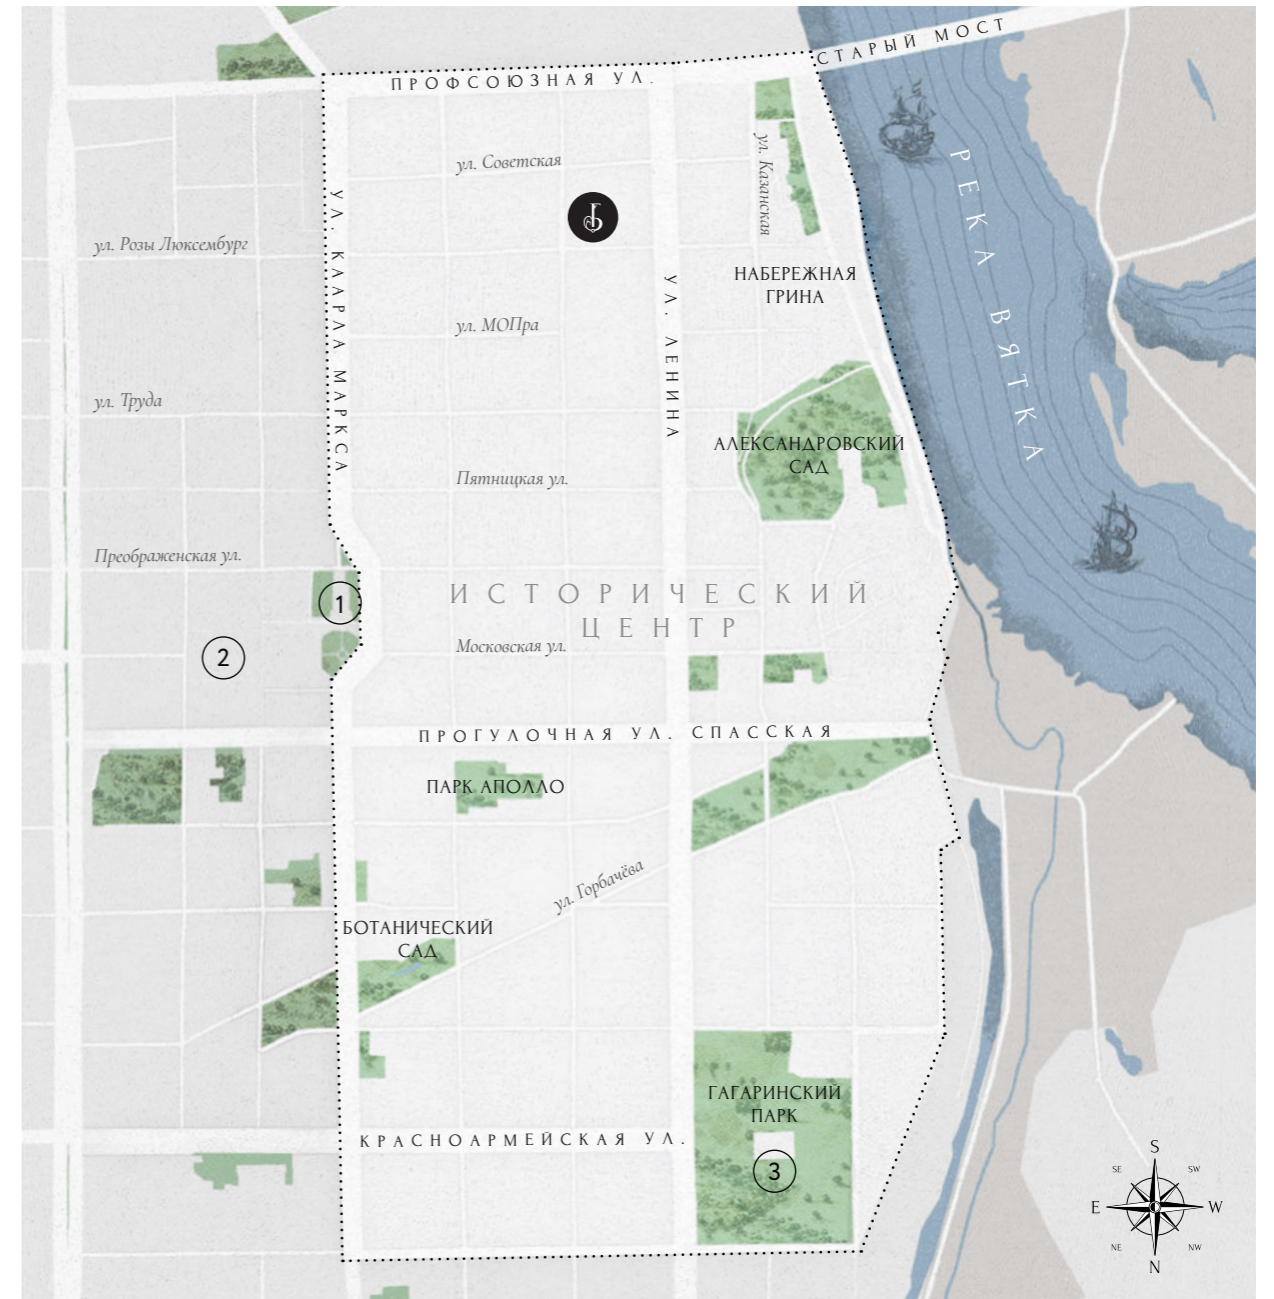 СТАРЫЙ МОСТ
ПРОФСОЮЗНАЯ УЛ.
ул. Советская
ул. Казанская
РЕКА ВЯТКА
УЛ. КААРЛА МАРКСА
Б
ул. Розы Люксембург
НАБЕРЕЖНАЯ
ГРИНА
УЛ. ЛЕНИНА
ул. МОПра
ул. Труда
АЛЕКСАНДРОВСКИЙ
САД
Пятницкая ул.
Преображенская ул.
ИСТОРИЧЕСКИЙ
ЦЕНТР
1
2
Московская ул.
ПРОГУЛОЧНАЯ УЛ. СПАССКАЯ
ПАРК АПОЛЛО
ул. Горбачёва
БОТАНИЧЕСКИЙ
САД
ГАГАРИНСКИЙ
ПАРК
КРАСНОАРМЕЙСКАЯ УЛ.
3
S
SE SW
E W
NE NW
N